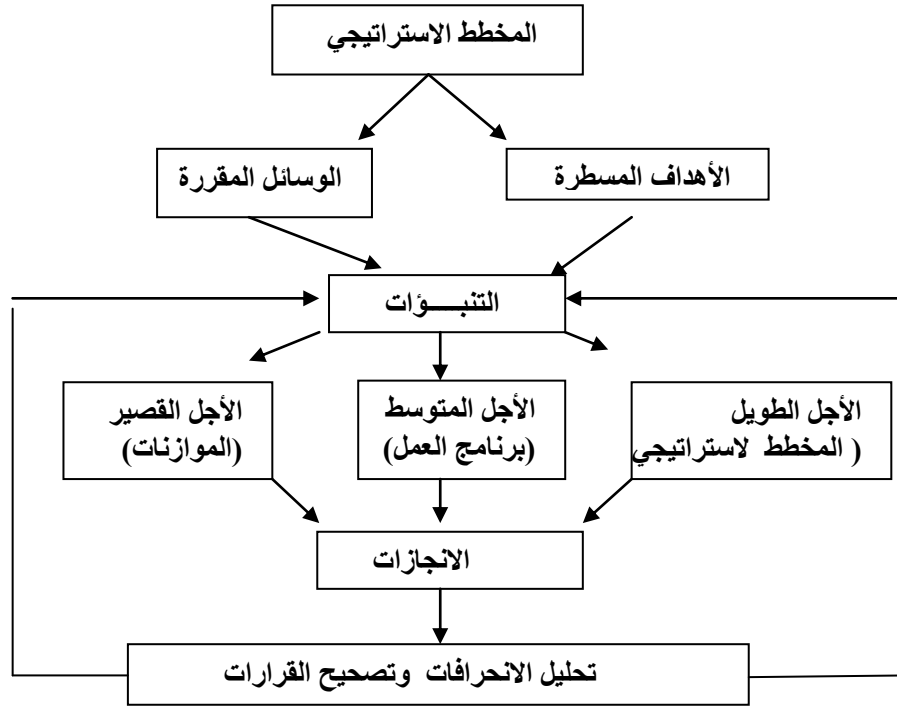 المخطط الاستراتيجي
الأهداف المسطرة
الوسائل المقررة
التنبـــــؤات
الأجل الطويل
( المخطط لاستراتيجي
الأجل المتوسط
(برنامج العمل)
الأجل القصير
(الموازنات)
الانجازات
تحليل الانحرافات وتصحيح القرارات